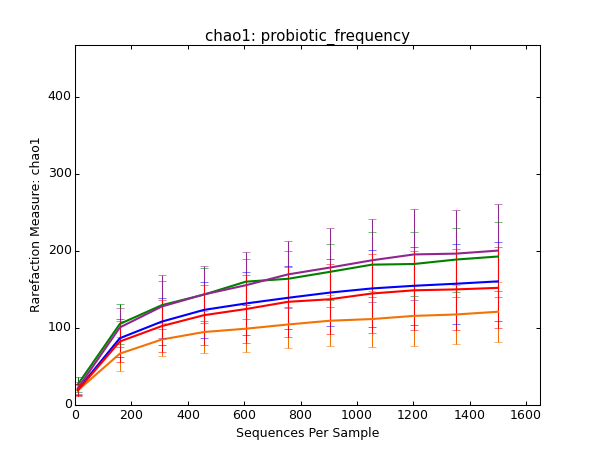 chao1: probiotic_frequency
Rarefaction Measure: chao1
400
300
200
100
0
0 200 400 600 800 1000 1200 1400 1600
Sequences Per Sample